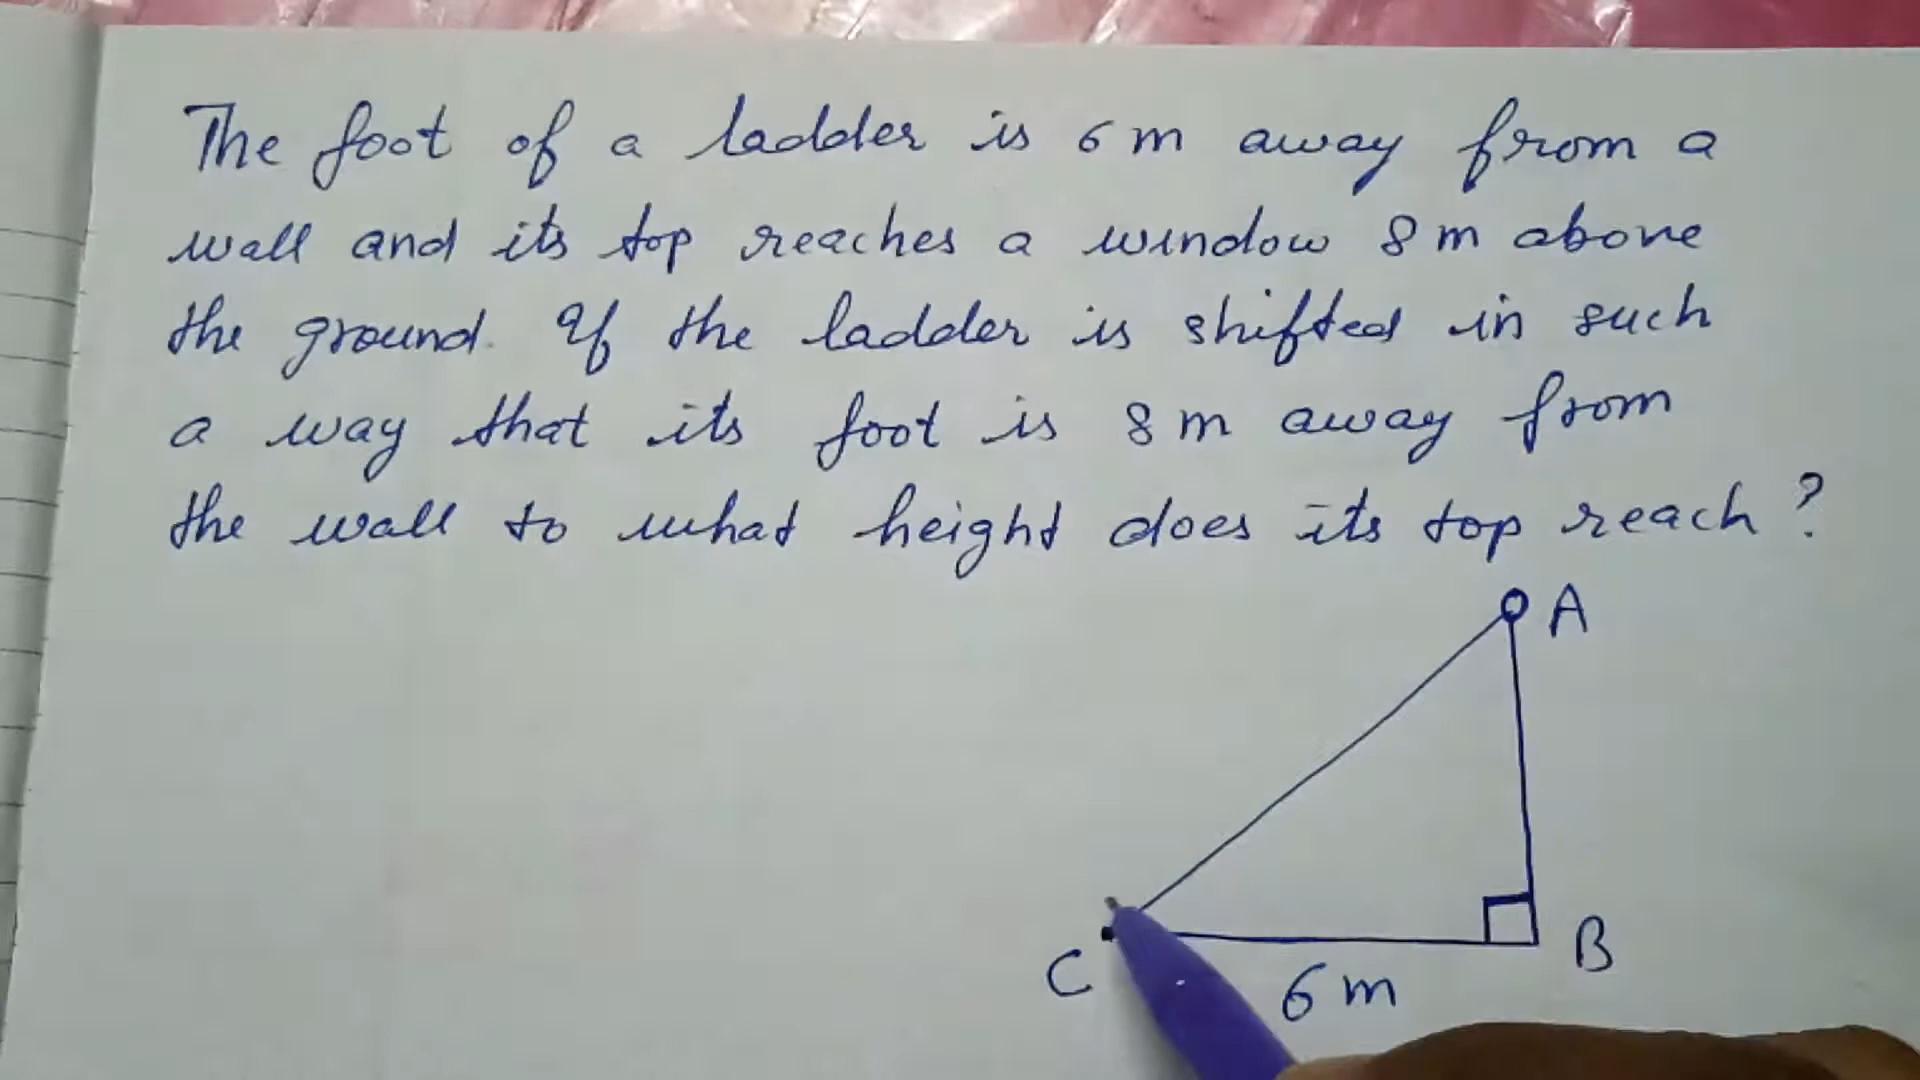 The foot of a ladder is 6 m away from a
wall and its top reaches a window 8 m above
the ground. If the ladder is shifted in such
a way that its foot is 8 m away from
the wall to what height does its top reach?
A
B
C
6 m